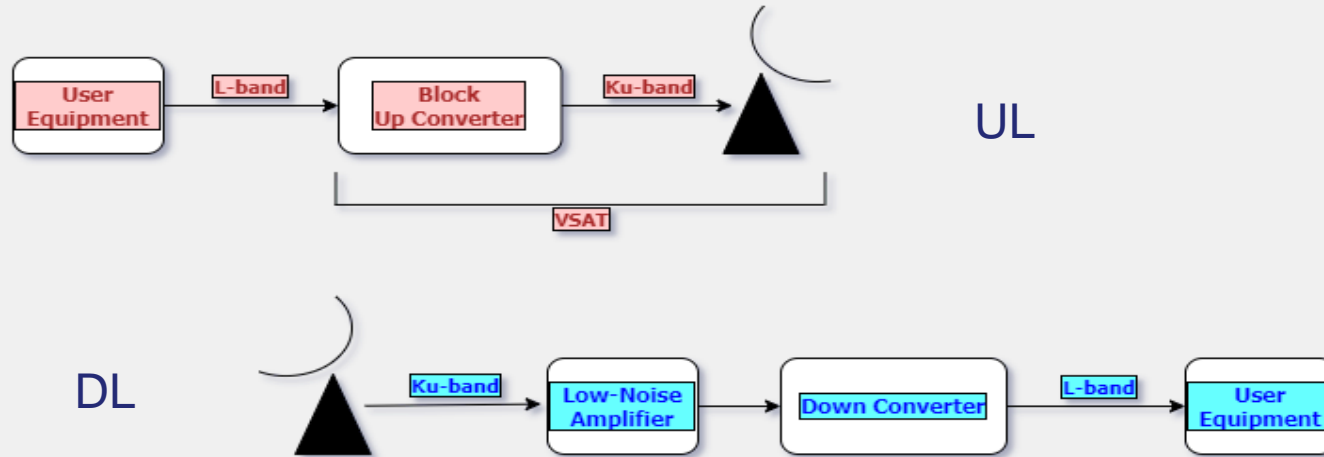 User
Equipment
L-band
Block
Up Converter
Ku-band
UL
VSAT
DL
Ku-band
Low-Noise
Amplifier
Down Converter
L-band
User
Equipment